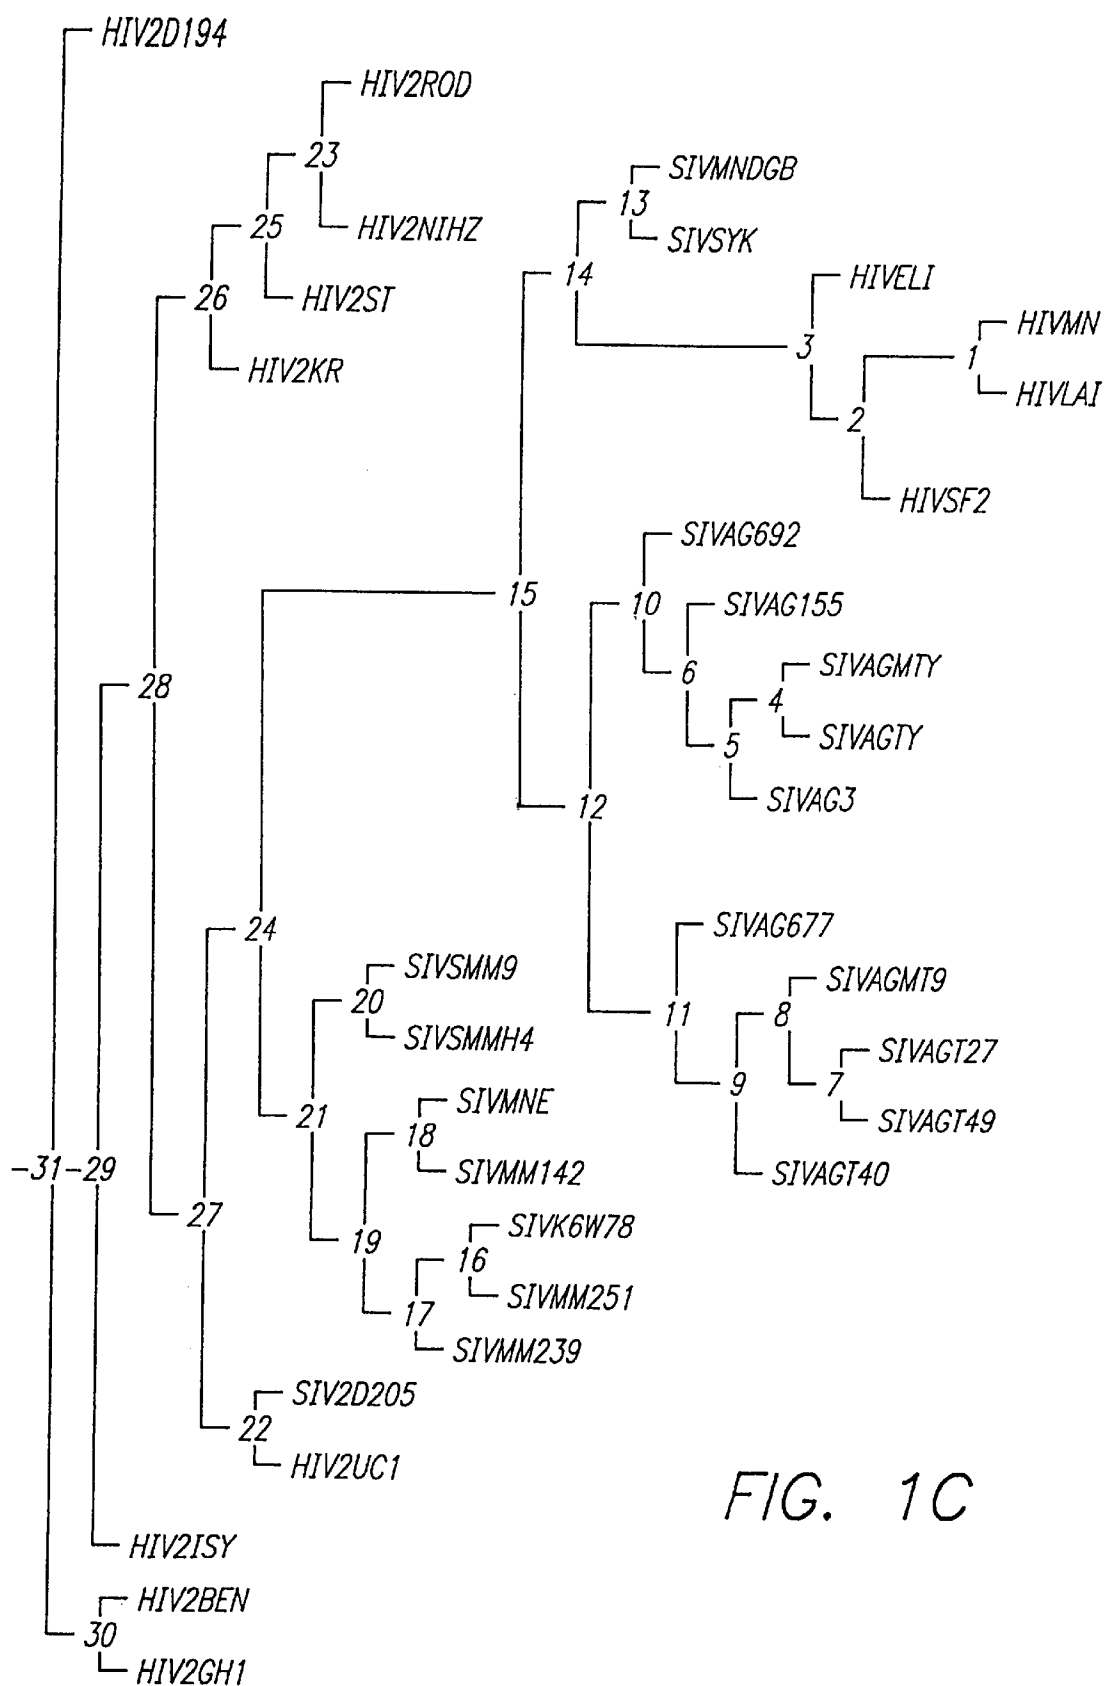 HIV2D194
HIV2ROD
23
SIVMNDGB
13
25
HIV2NIHZ
SIVSYK
14
HIVELI
26
HIV2ST
HIVMN
3
1
HIV2KR
HIVLAI
2
HIVSF2
SIVAG692
15
10
SIVAG155
6
SIVAGMTY
28
4
5
SIVAGTY
SIVAG3
12
24
SIVAG677
SIVSMM9
SIVAGMT9
20
11
8
SIVSMMH4
SIVAGT27
9
7
SIVMNE
21
SIVAGT49
18
-31-29
SIVMM142
SIVAGT40
27
SIVK6W78
19
16
SIVMM251
17
SIVMM239
SIV2D205
22
HIV2UC1
FIG. 1C
HIV2ISY
HIV2BEN
30
HIV2GH1